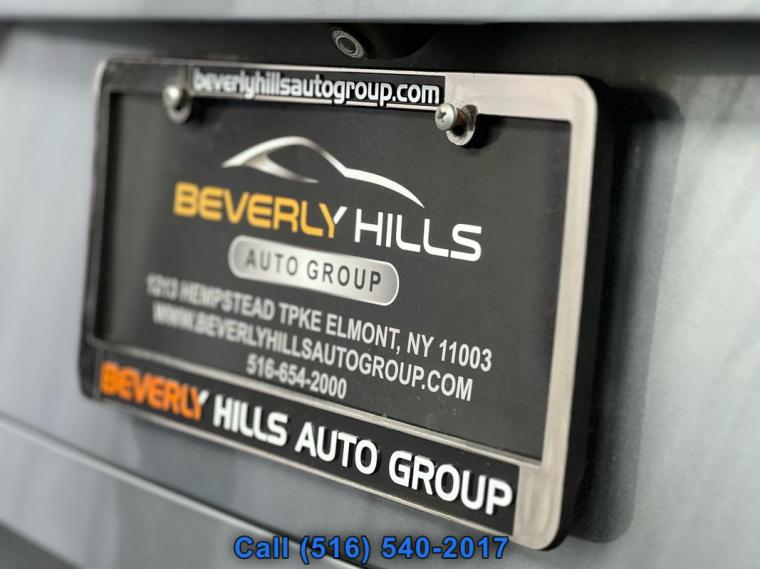 beverlyhillsautogroup.com
BEVERLY HILLS
AUTO GROUP
1213 HEMPSTEAD TPKE ELMONT, NY 11003
WWW.BEVERLYHILLSAUTOGROUP.COM
516-654-2000
BEVERLY HILLS AUTO GROUP
Call (516) 540-2017